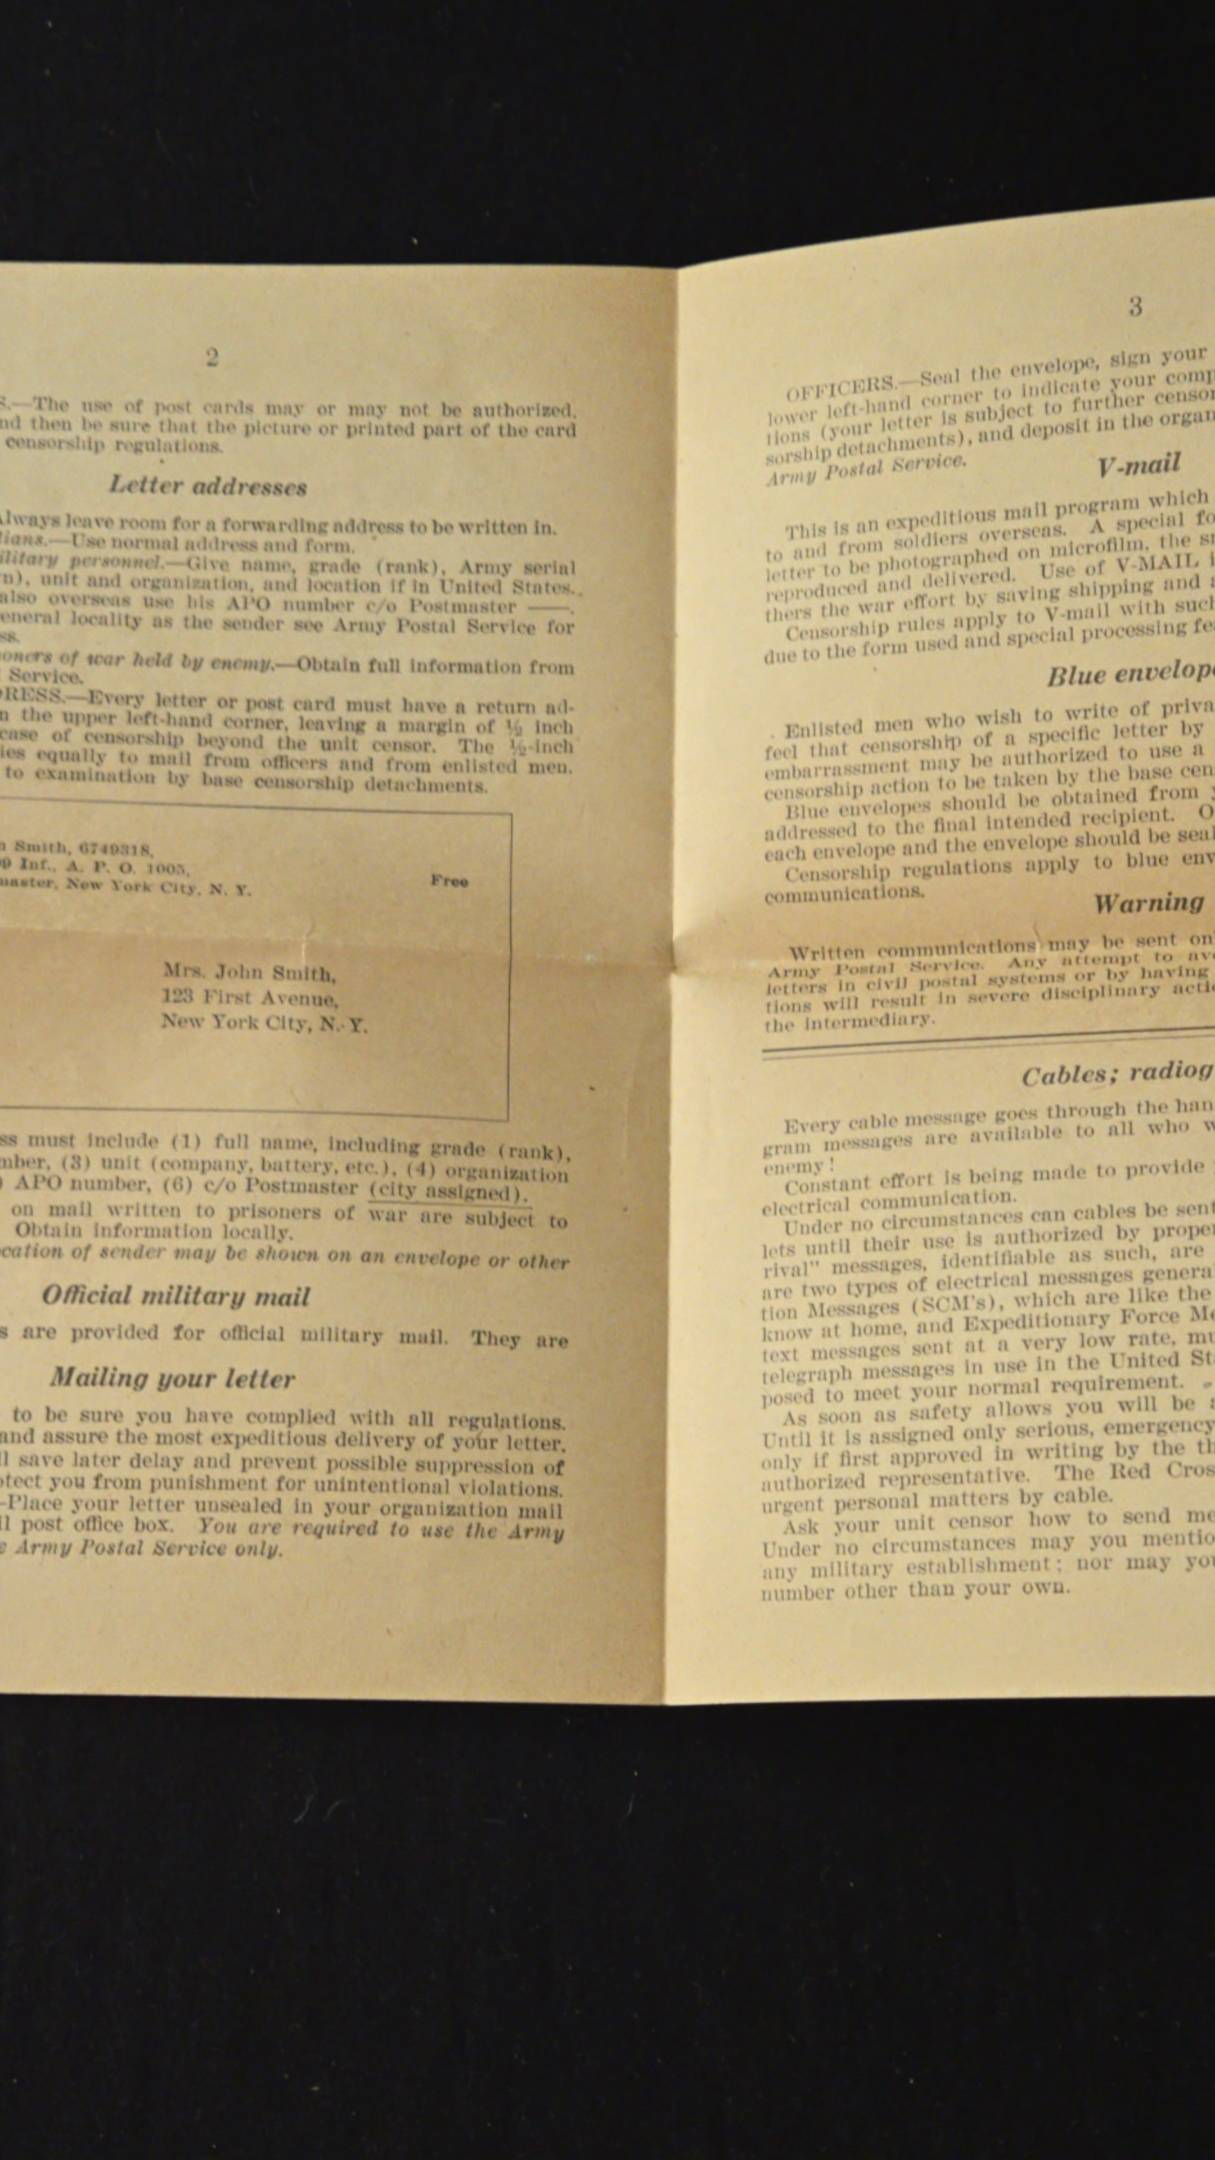 2
S.—The use of post cards may or may not be authorized.
nd then be sure that the picture or printed part of the card
censorship regulations.
Letter addresses
Always leave room for a forwarding address to be written in.
lians.—Use normal address and form.
ilitary personnel.—Give name, grade (rank), Army serial
n), unit and organization, and location if in United States.
also overseas use his APO number c/o Postmaster ——.
eneral locality as the sender see Army Postal Service for
ss.
oners of war held by enemy.—Obtain full information from
Service.
RESS.—Every letter or post card must have a return ad-
n the upper left-hand corner, leaving a margin of ½ inch
case of censorship beyond the unit censor. The ½-inch
ies equally to mail from officers and from enlisted men.
to examination by base censorship detachments.
n Smith, 6749318,
9 Inf., A. P. O. 1005,
master, New York City, N. Y.
Free
Mrs. John Smith,
123 First Avenue,
New York City, N. Y.
ss must include (1) full name, including grade (rank),
mber, (3) unit (company, battery, etc.), (4) organization
) APO number, (6) c/o Postmaster (city assigned).
on mail written to prisoners of war are subject to
Obtain information locally.
cation of sender may be shown on an envelope or other
Official military mail
s are provided for official military mail. They are
Mailing your letter
to be sure you have complied with all regulations.
and assure the most expeditious delivery of your letter.
ll save later delay and prevent possible suppression of
otect you from punishment for unintentional violations.
—Place your letter unsealed in your organization mail
ll post office box. You are required to use the Army
e Army Postal Service only.
3
OFFICERS.—Seal the envelope, sign your
lower left-hand corner to indicate your comp
tions (your letter is subject to further censor
sorship detachments), and deposit in the organ
Army Postal Service.
V-mail
This is an expeditious mail program which
to and from soldiers overseas. A special fo
letter to be photographed on microfilm, the sm
reproduced and delivered. Use of V-MAIL i
thers the war effort by saving shipping and a
Censorship rules apply to V-mail with such
due to the form used and special processing fe
Blue envelope
Enlisted men who wish to write of priva
feel that censorship of a specific letter by
embarrassment may be authorized to use a
censorship action to be taken by the base cen
Blue envelopes should be obtained from y
addressed to the final intended recipient. O
each envelope and the envelope should be seal
Censorship regulations apply to blue env
communications.
Warning
Written communications may be sent on
Army Postal Service. Any attempt to avo
letters in civil postal systems or by having
tions will result in severe disciplinary acti
the intermediary.
Cables; radiog
Every cable message goes through the han
gram messages are available to all who w
enemy!
Constant effort is being made to provide
electrical communication.
Under no circumstances can cables be sent
lets until their use is authorized by proper
rival" messages, identifiable as such, are
are two types of electrical messages genera
tion Messages (SCM's), which are like the
know at home, and Expeditionary Force Me
text messages sent at a very low rate, mu
telegraph messages in use in the United St
posed to meet your normal requirement.
As soon as safety allows you will be a
Until it is assigned only serious, emergency
only if first approved in writing by the th
authorized representative. The Red Cros
urgent personal matters by cable.
Ask your unit censor how to send me
Under no circumstances may you mentio
any military establishment; nor may you
number other than your own.